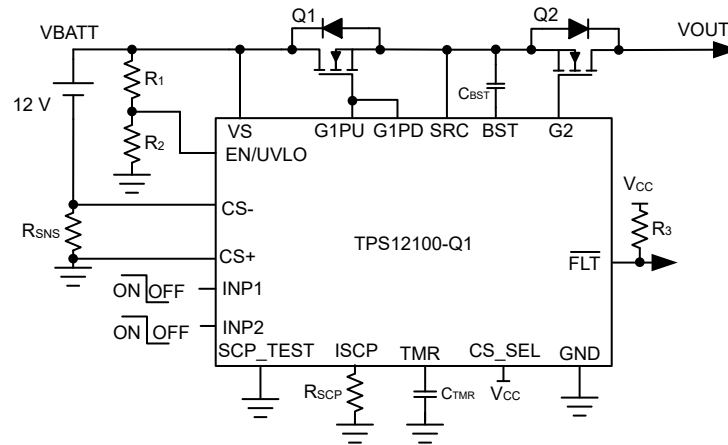 Q1
Q2
VBATT
VOUT
R1
CBST
12 V
R2
VS
G1PU
G1PD
SRC
BST
G2
EN/UVLO
VCC
CS-
RSNS
R3
TPS12100-Q1
CS+
FLT
ON OFF
INP1
ON OFF
INP2
SCP_TEST
ISCP
TMR
CS_SEL
GND
RSCP
CTMR
VCC